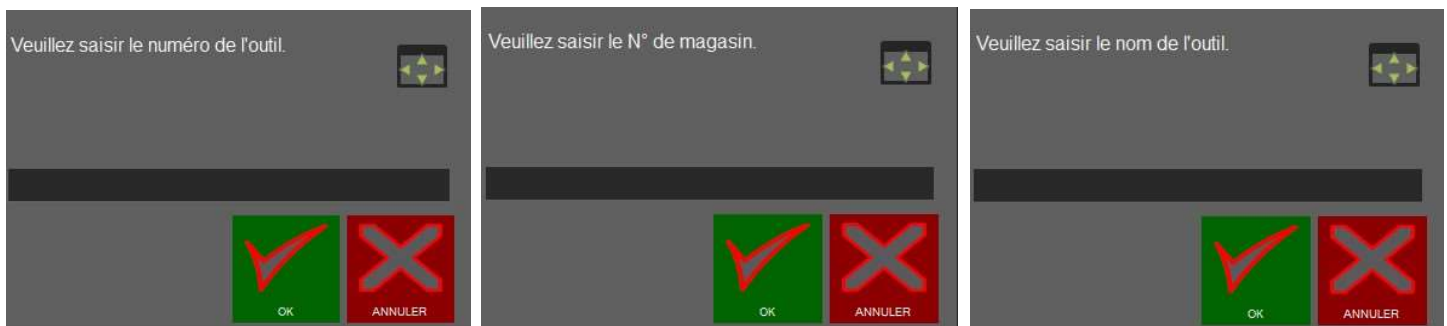 Veuillez saisir le numéro de l'outil.
OK
ANNULER
Veuillez saisir le N° de magasin.
OK
ANNULER
Veuillez saisir le nom de l'outil.
OK
ANNULER